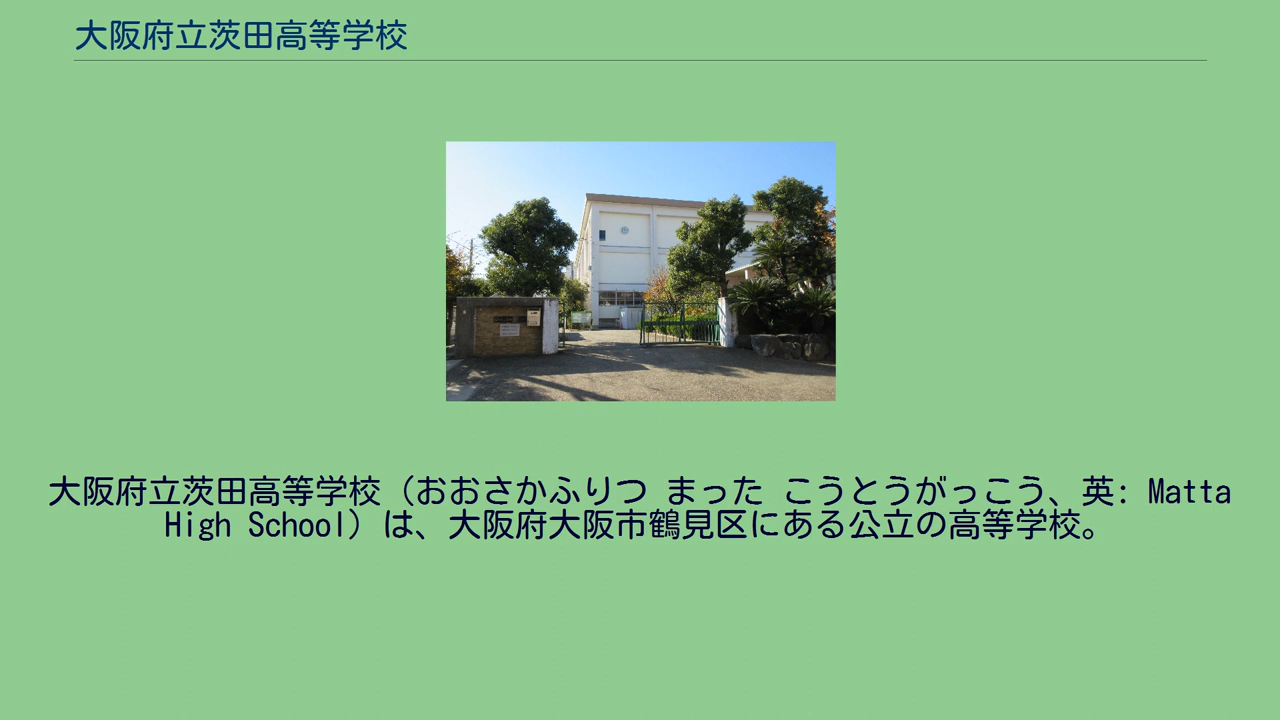 大阪府立茨田高等学校
大阪府立茨田高等学校（おおさかふりつ まった こうとうがっこう、英: Matta
High School）は、大阪府大阪市鶴見区にある公立の高等学校。